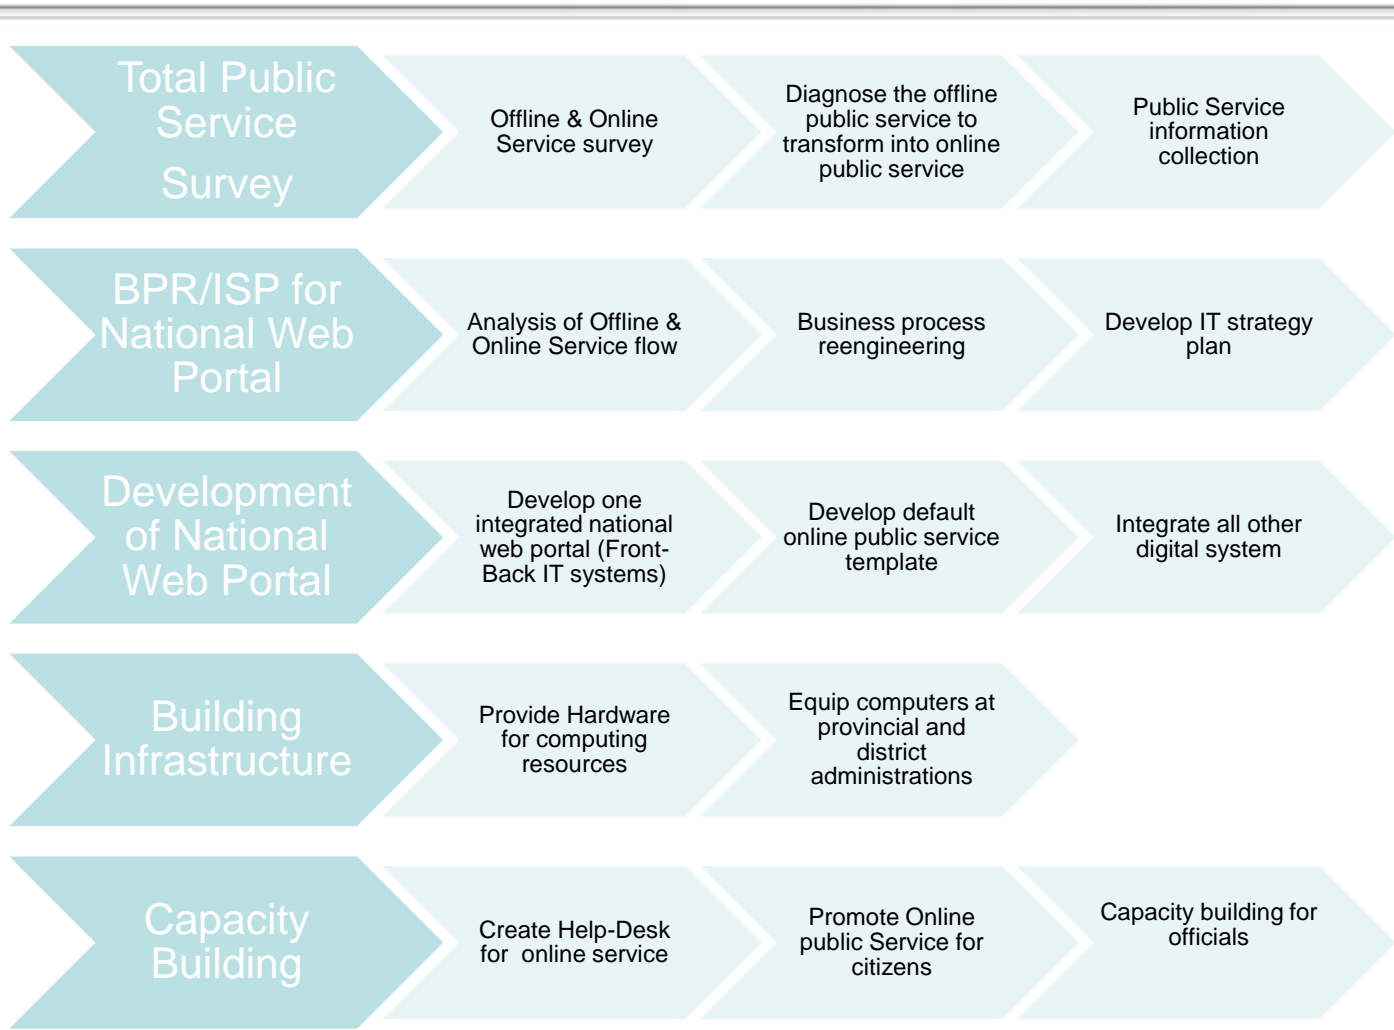 Total Public
Service
Survey
Offline & Online
Service survey
Diagnose the offline
public service to
transform into online
public service
Public Service
information
collection
BPR/ISP for
National Web
Portal
Analysis of Offline &
Online Service flow
Business process
reengineering
Develop IT strategy
plan
Development
of National
Web Portal
Develop one
integrated national
web portal (Front-
Back IT systems)
Develop default
online public service
template
Integrate all other
digital system
Building
Infrastructure
Provide Hardware
for computing
resources
Equip computers at
provincial and
district
administrations
Capacity
Building
Create Help-Desk
for  online service
Promote Online
public Service for
citizens
Capacity building for
officials